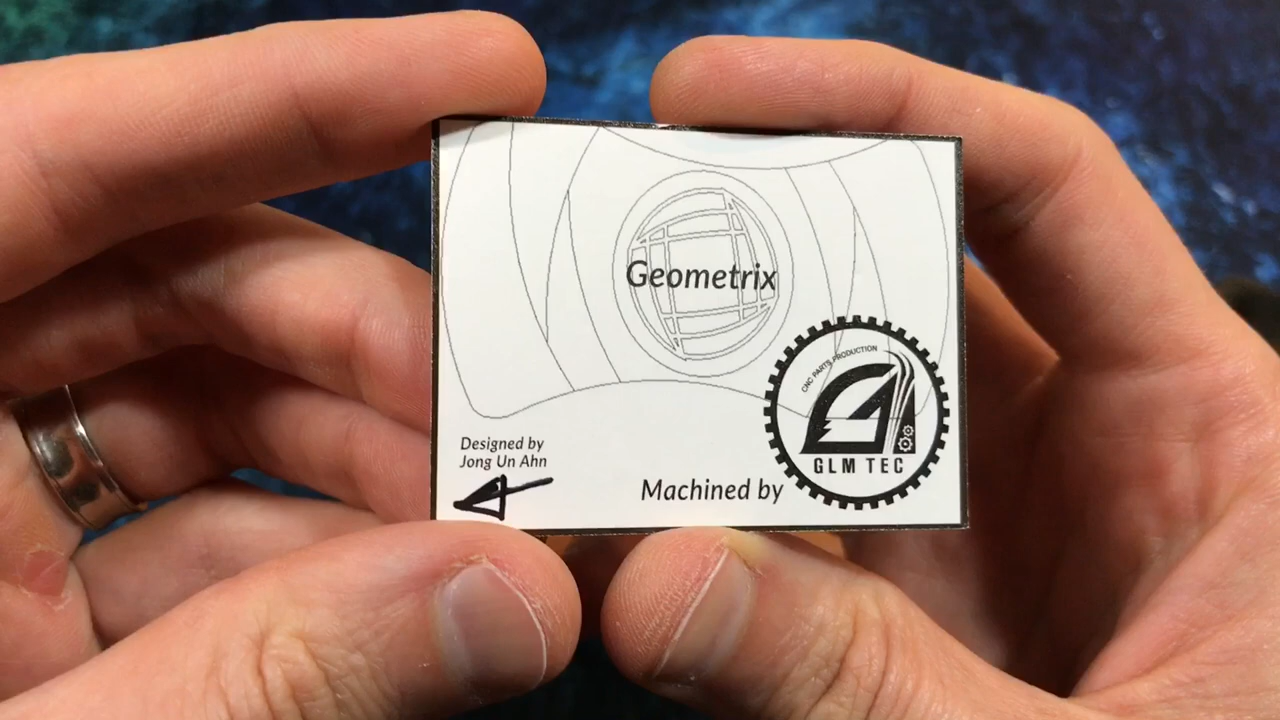 Geometrix
CNC PARTS PRODUCTION
GLM TEC
Designed by
Jong Un Ahn
Machined by